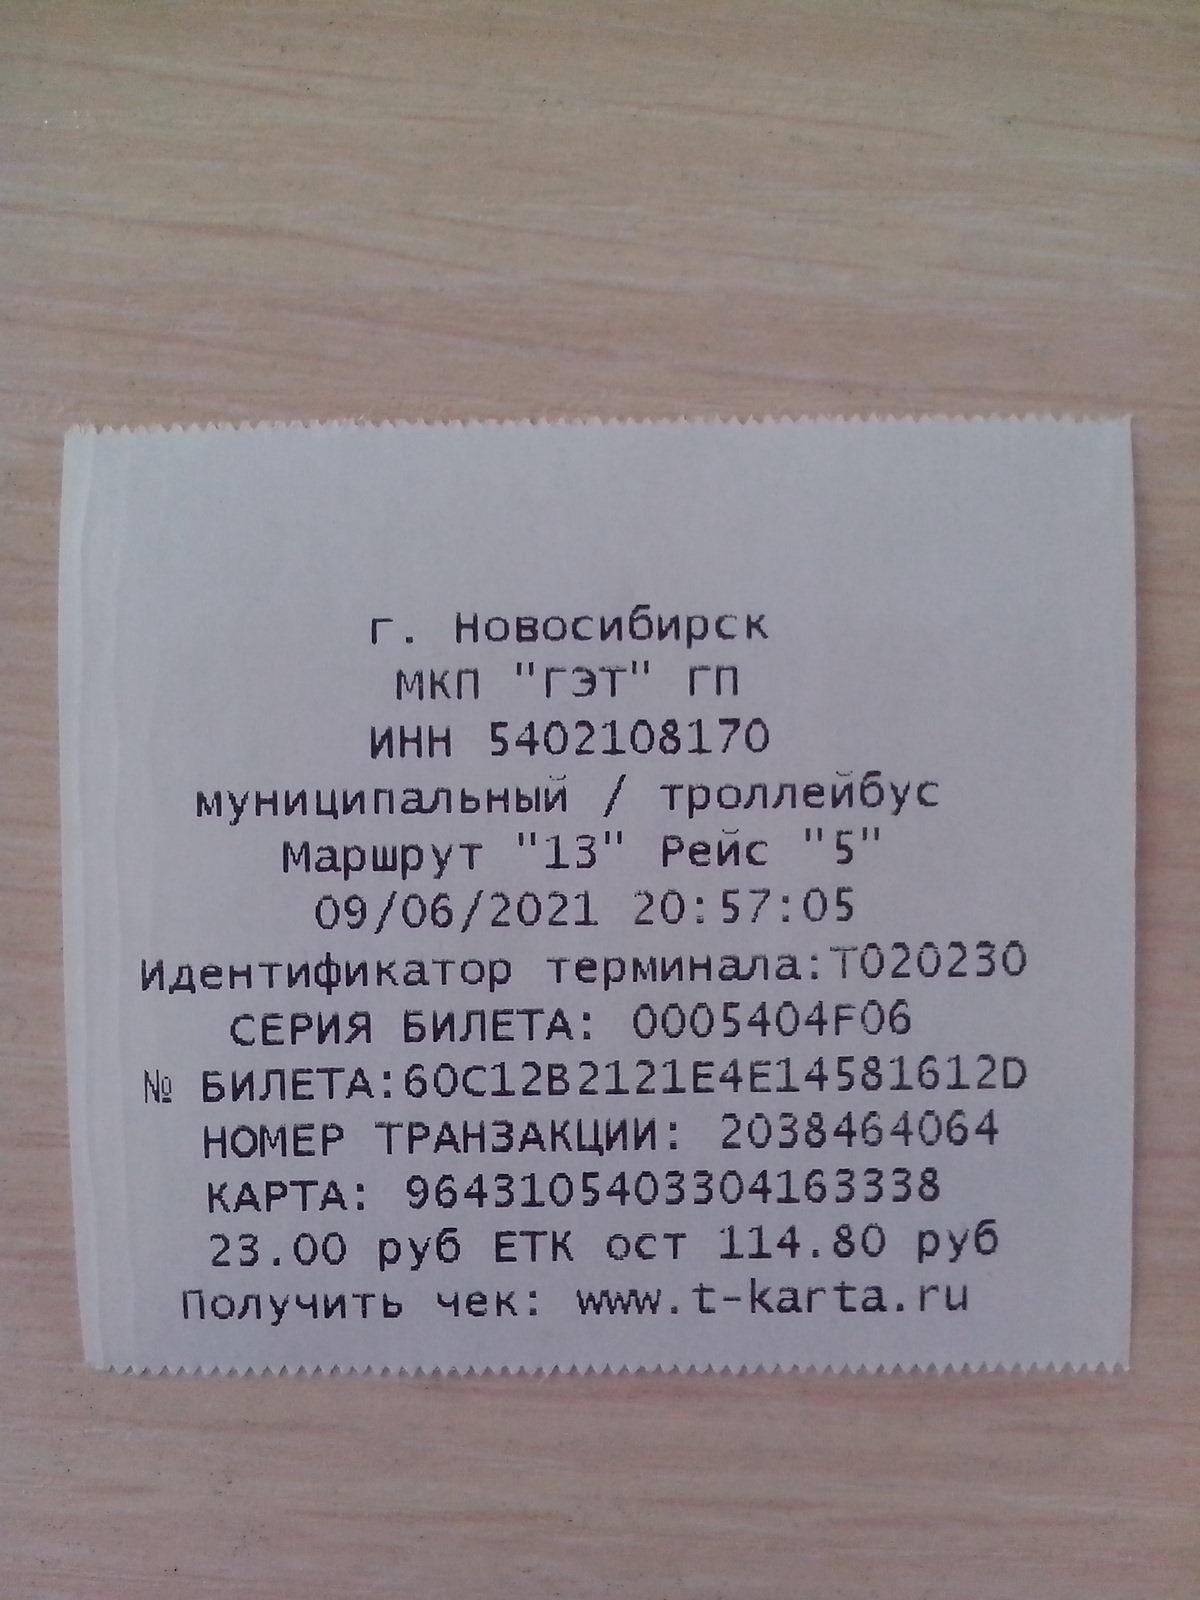 г. Новосибирск
МКП "ГЭТ" ГП
ИНН 5402108170
муниципальный / троллейбус
Маршрут "13" Рейс "5"
09/06/2021 20:57:05
Идентификатор терминала:T020230
СЕРИЯ БИЛЕТА: 0005404F06
№ БИЛЕТА:60C12B2121E4E14581612D
НОМЕР ТРАНЗАКЦИИ: 2038464064
КАРТА: 9643105403304163338
23.00 руб ЕТК ост 114.80 руб
Получить чек: www.t-karta.ru